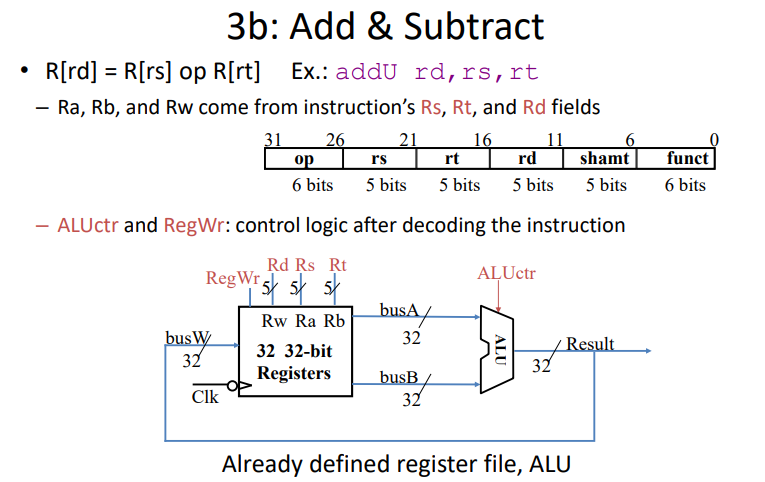 3b: Add & Subtract
• R[rd] = R[rs] op R[rt] Ex.: addU rd,rs,rt
– Ra, Rb, and Rw come from instruction's Rs, Rt, and Rd fields
31 26 21 16 11 6 0
op rs rt rd shamt funct
6 bits 5 bits 5 bits 5 bits 5 bits 6 bits
– ALUctr and RegWr: control logic after decoding the instruction
Rd Rs Rt
RegWr 5 5 5
ALUctr
Rw Ra Rb
busA
32
busW
32
32 32-bit
Registers
Clk
busB
32
ALU
Result
32
Already defined register file, ALU